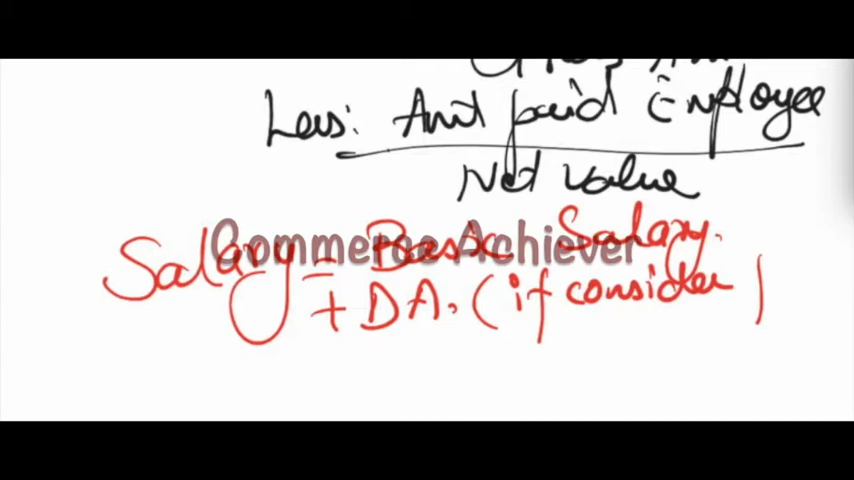 Less: Amt paid Employee
Net value
Commerce Achiever
Salary = Basic Salary.
+ DA. (if consider)